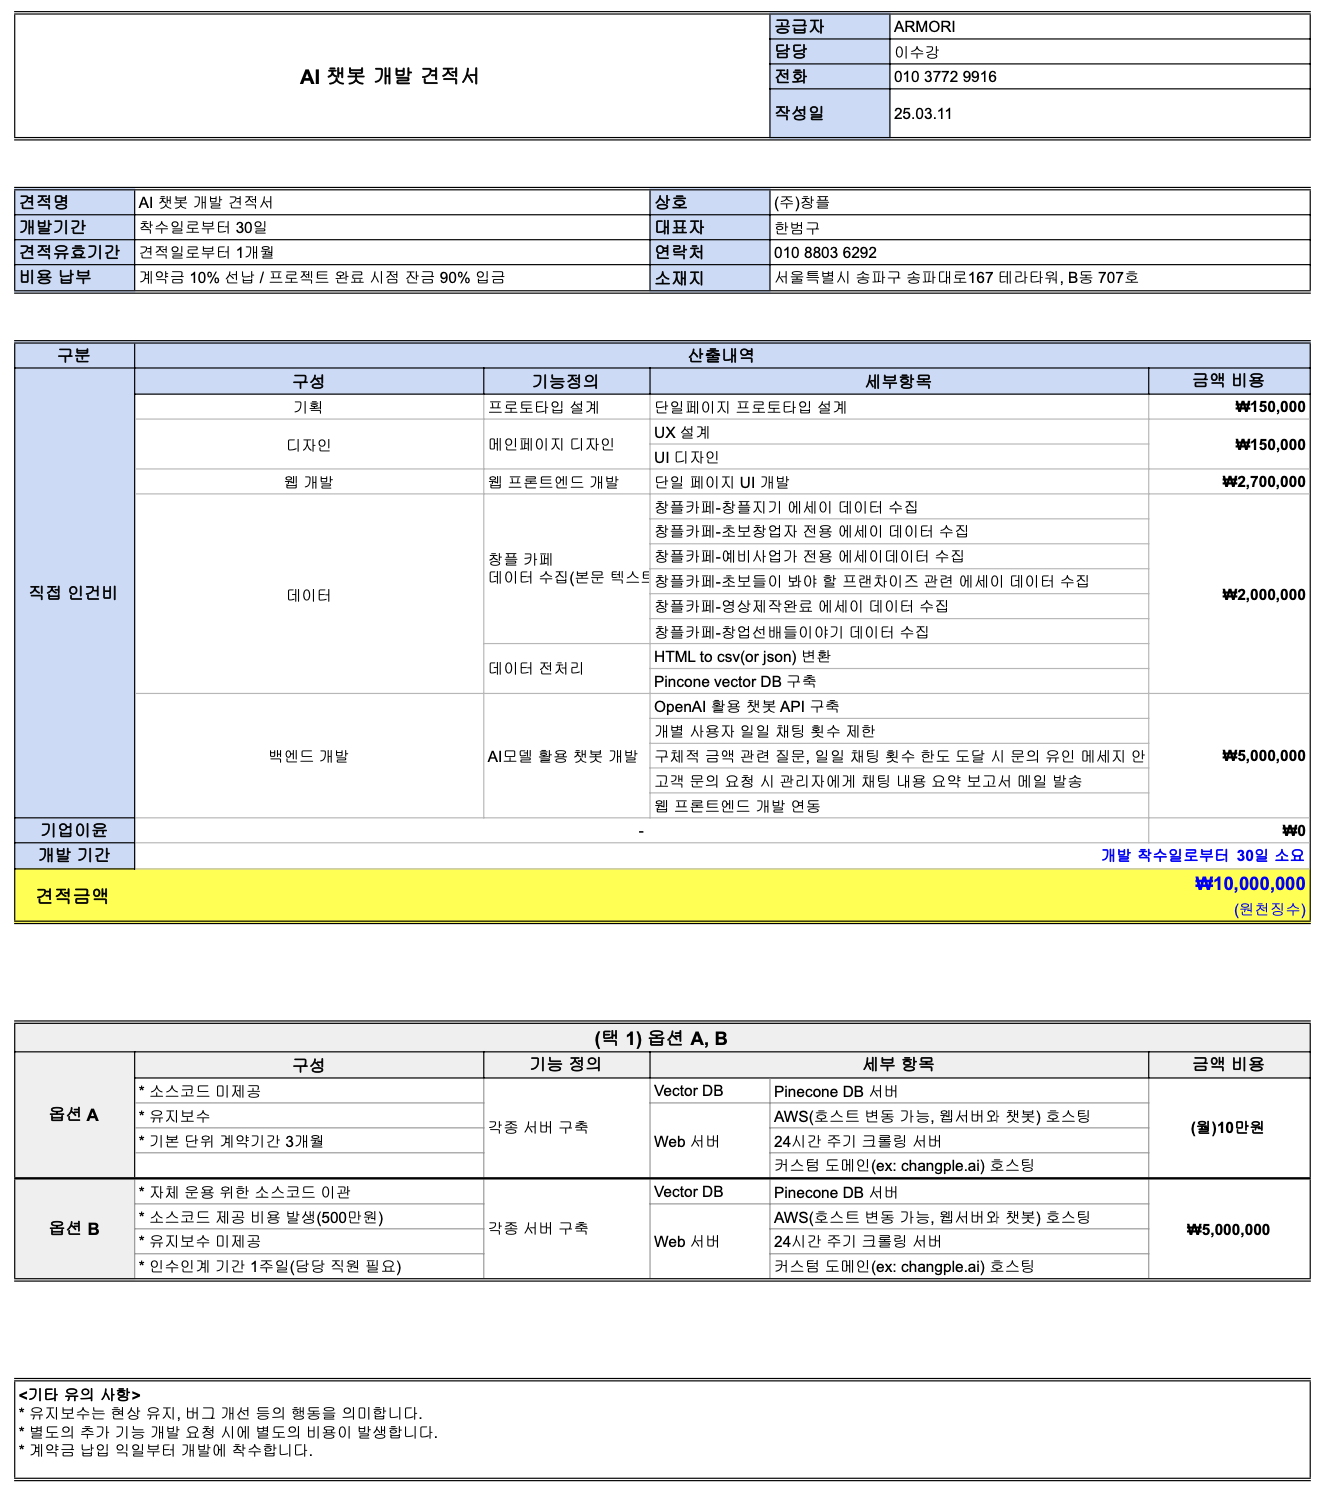 AI 챗봇 개발 견적서
공급자 ARMORI
담당 이수강
전화 010 3772 9916
작성일 25.03.11
견적명 AI 챗봇 개발 견적서 상호 (주)창플
개발기간 착수일로부터 30일 대표자 한범구
견적유효기간 견적일로부터 1개월 연락처 010 8803 6292
비용 납부 계약금 10% 선납 / 프로젝트 완료 시점 잔금 90% 입금 소재지 서울특별시 송파구 송파대로167 테라타워, B동 707호
구분 산출내역
구성 기능정의 세부항목 금액 비용
직접 인건비
기획 프로토타입 설계 단일페이지 프로토타입 설계 ₩150,000
디자인 메인페이지 디자인 UX 설계 ₩150,000
UI 디자인
웹 개발 웹 프론트엔드 개발 단일 페이지 UI 개발 ₩2,700,000
데이터 창플 카페
데이터 수집(본문 텍스트
창플카페-창플지기 에세이 데이터 수집 ₩2,000,000
창플카페-초보창업자 전용 에세이 데이터 수집
창플카페-예비사업가 전용 에세이데이터 수집
창플카페-초보들이 봐야 할 프랜차이즈 관련 에세이 데이터 수집
창플카페-영상제작완료 에세이 데이터 수집
창플카페-창업선배들이야기 데이터 수집
데이터 전처리 HTML to csv(or json) 변환
Pincone vector DB 구축
백엔드 개발 AI모델 활용 챗봇 개발 OpenAI 활용 챗봇 API 구축 ₩5,000,000
개별 사용자 일일 채팅 횟수 제한
구체적 금액 관련 질문, 일일 채팅 횟수 한도 도달 시 문의 유인 메세지 안
고객 문의 요청 시 관리자에게 채팅 내용 요약 보고서 메일 발송
웹 프론트엔드 개발 연동
기업이윤 - ₩0
개발 기간 개발 착수일로부터 30일 소요
견적금액 ₩10,000,000
(원천징수)
(택 1) 옵션 A, B
구성 기능 정의 세부 항목 금액 비용
옵션 A
* 소스코드 미제공 각종 서버 구축 Vector DB Pinecone DB 서버 (월)10만원
* 유지보수 Web 서버 AWS(호스트 변동 가능, 웹서버와 챗봇) 호스팅
* 기본 단위 계약기간 3개월 24시간 주기 크롤링 서버
커스텀 도메인(ex: changple.ai) 호스팅
옵션 B
* 자체 운용 위한 소스코드 이관 각종 서버 구축 Vector DB Pinecone DB 서버 ₩5,000,000
* 소스코드 제공 비용 발생(500만원) Web 서버 AWS(호스트 변동 가능, 웹서버와 챗봇) 호스팅
* 유지보수 미제공 24시간 주기 크롤링 서버
* 인수인계 기간 1주일(담당 직원 필요) 커스텀 도메인(ex: changple.ai) 호스팅
<기타 유의 사항>
* 유지보수는 현상 유지, 버그 개선 등의 행동을 의미합니다.
* 별도의 추가 기능 개발 요청 시에 별도의 비용이 발생합니다.
* 계약금 납입 익일부터 개발에 착수합니다.